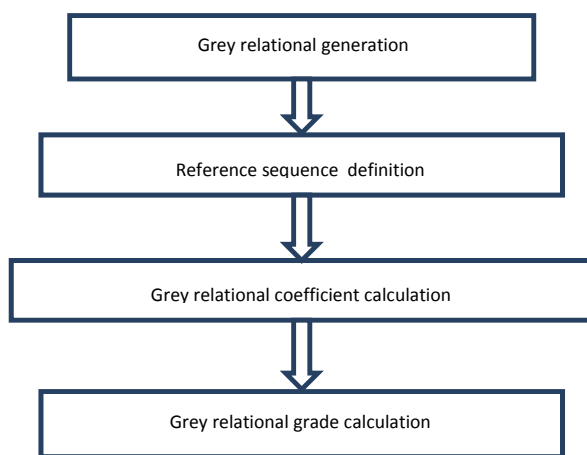 Grey relational generation
Reference sequence definition
Grey relational coefficient calculation
Grey relational grade calculation